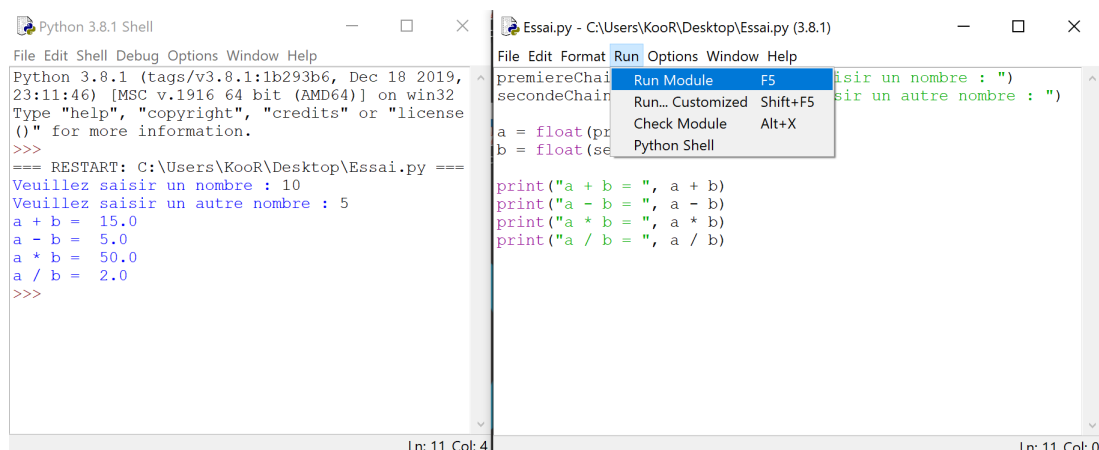 Python 3.8.1 Shell
File Edit Shell Debug Options Window Help
Python 3.8.1 (tags/v3.8.1:1b293b6, Dec 18 2019,
23:11:46) [MSC v.1916 64 bit (AMD64)] on win32
Type "help", "copyright", "credits" or "license
()" for more information.
>>>
=== RESTART: C:\Users\KooR\Desktop\Essai.py ===
Veuillez saisir un nombre : 10
Veuillez saisir un autre nombre : 5
a + b =  15.0
a - b =  5.0
a * b =  50.0
a / b =  2.0
>>>
Ln: 11 Col: 4
Essai.py - C:\Users\KooR\Desktop\Essai.py (3.8.1)
File Edit Format Run Options Window Help
premiereChai isir un nombre : ")
secondeChain sir un autre nombre : ")
a = float(pr
b = float(se
print("a + b = ", a + b)
print("a - b = ", a - b)
print("a * b = ", a * b)
print("a / b = ", a / b)
Run Module F5
Run... Customized Shift+F5
Check Module Alt+X
Python Shell
Ln: 11 Col: 0